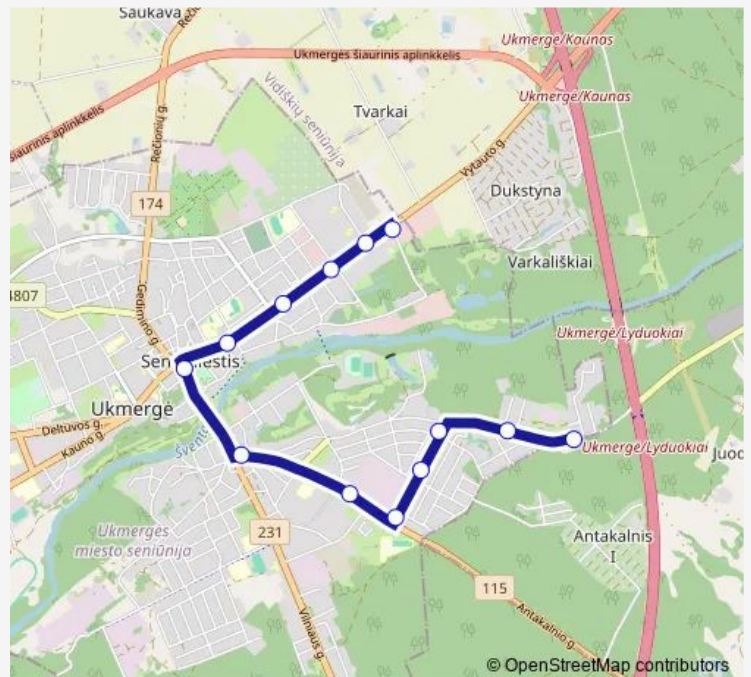 Saukava
Rečionių g.
Ukmergės šiaurinis aplinkkelis
Ukmergė/Kaunas
Ukmergė/Kaunas
Vidiškių seniūnija
Tvarkai
šiaurinis aplinkkelis
Rečionių g.
Vytauto g.
Dukstyna
174
Varkališkiai
4807
Gedimino g.
Ukmergė/Lyduokiai
Ukmergė
Deltuvos g.
Kauno g.
Ukmergė/Lyduokiai
Ukmergės
miesto seniūnija
231
Antakalnis
I
115
Vilniaus g.
Antakalnio g.
© OpenStreetMap contributors